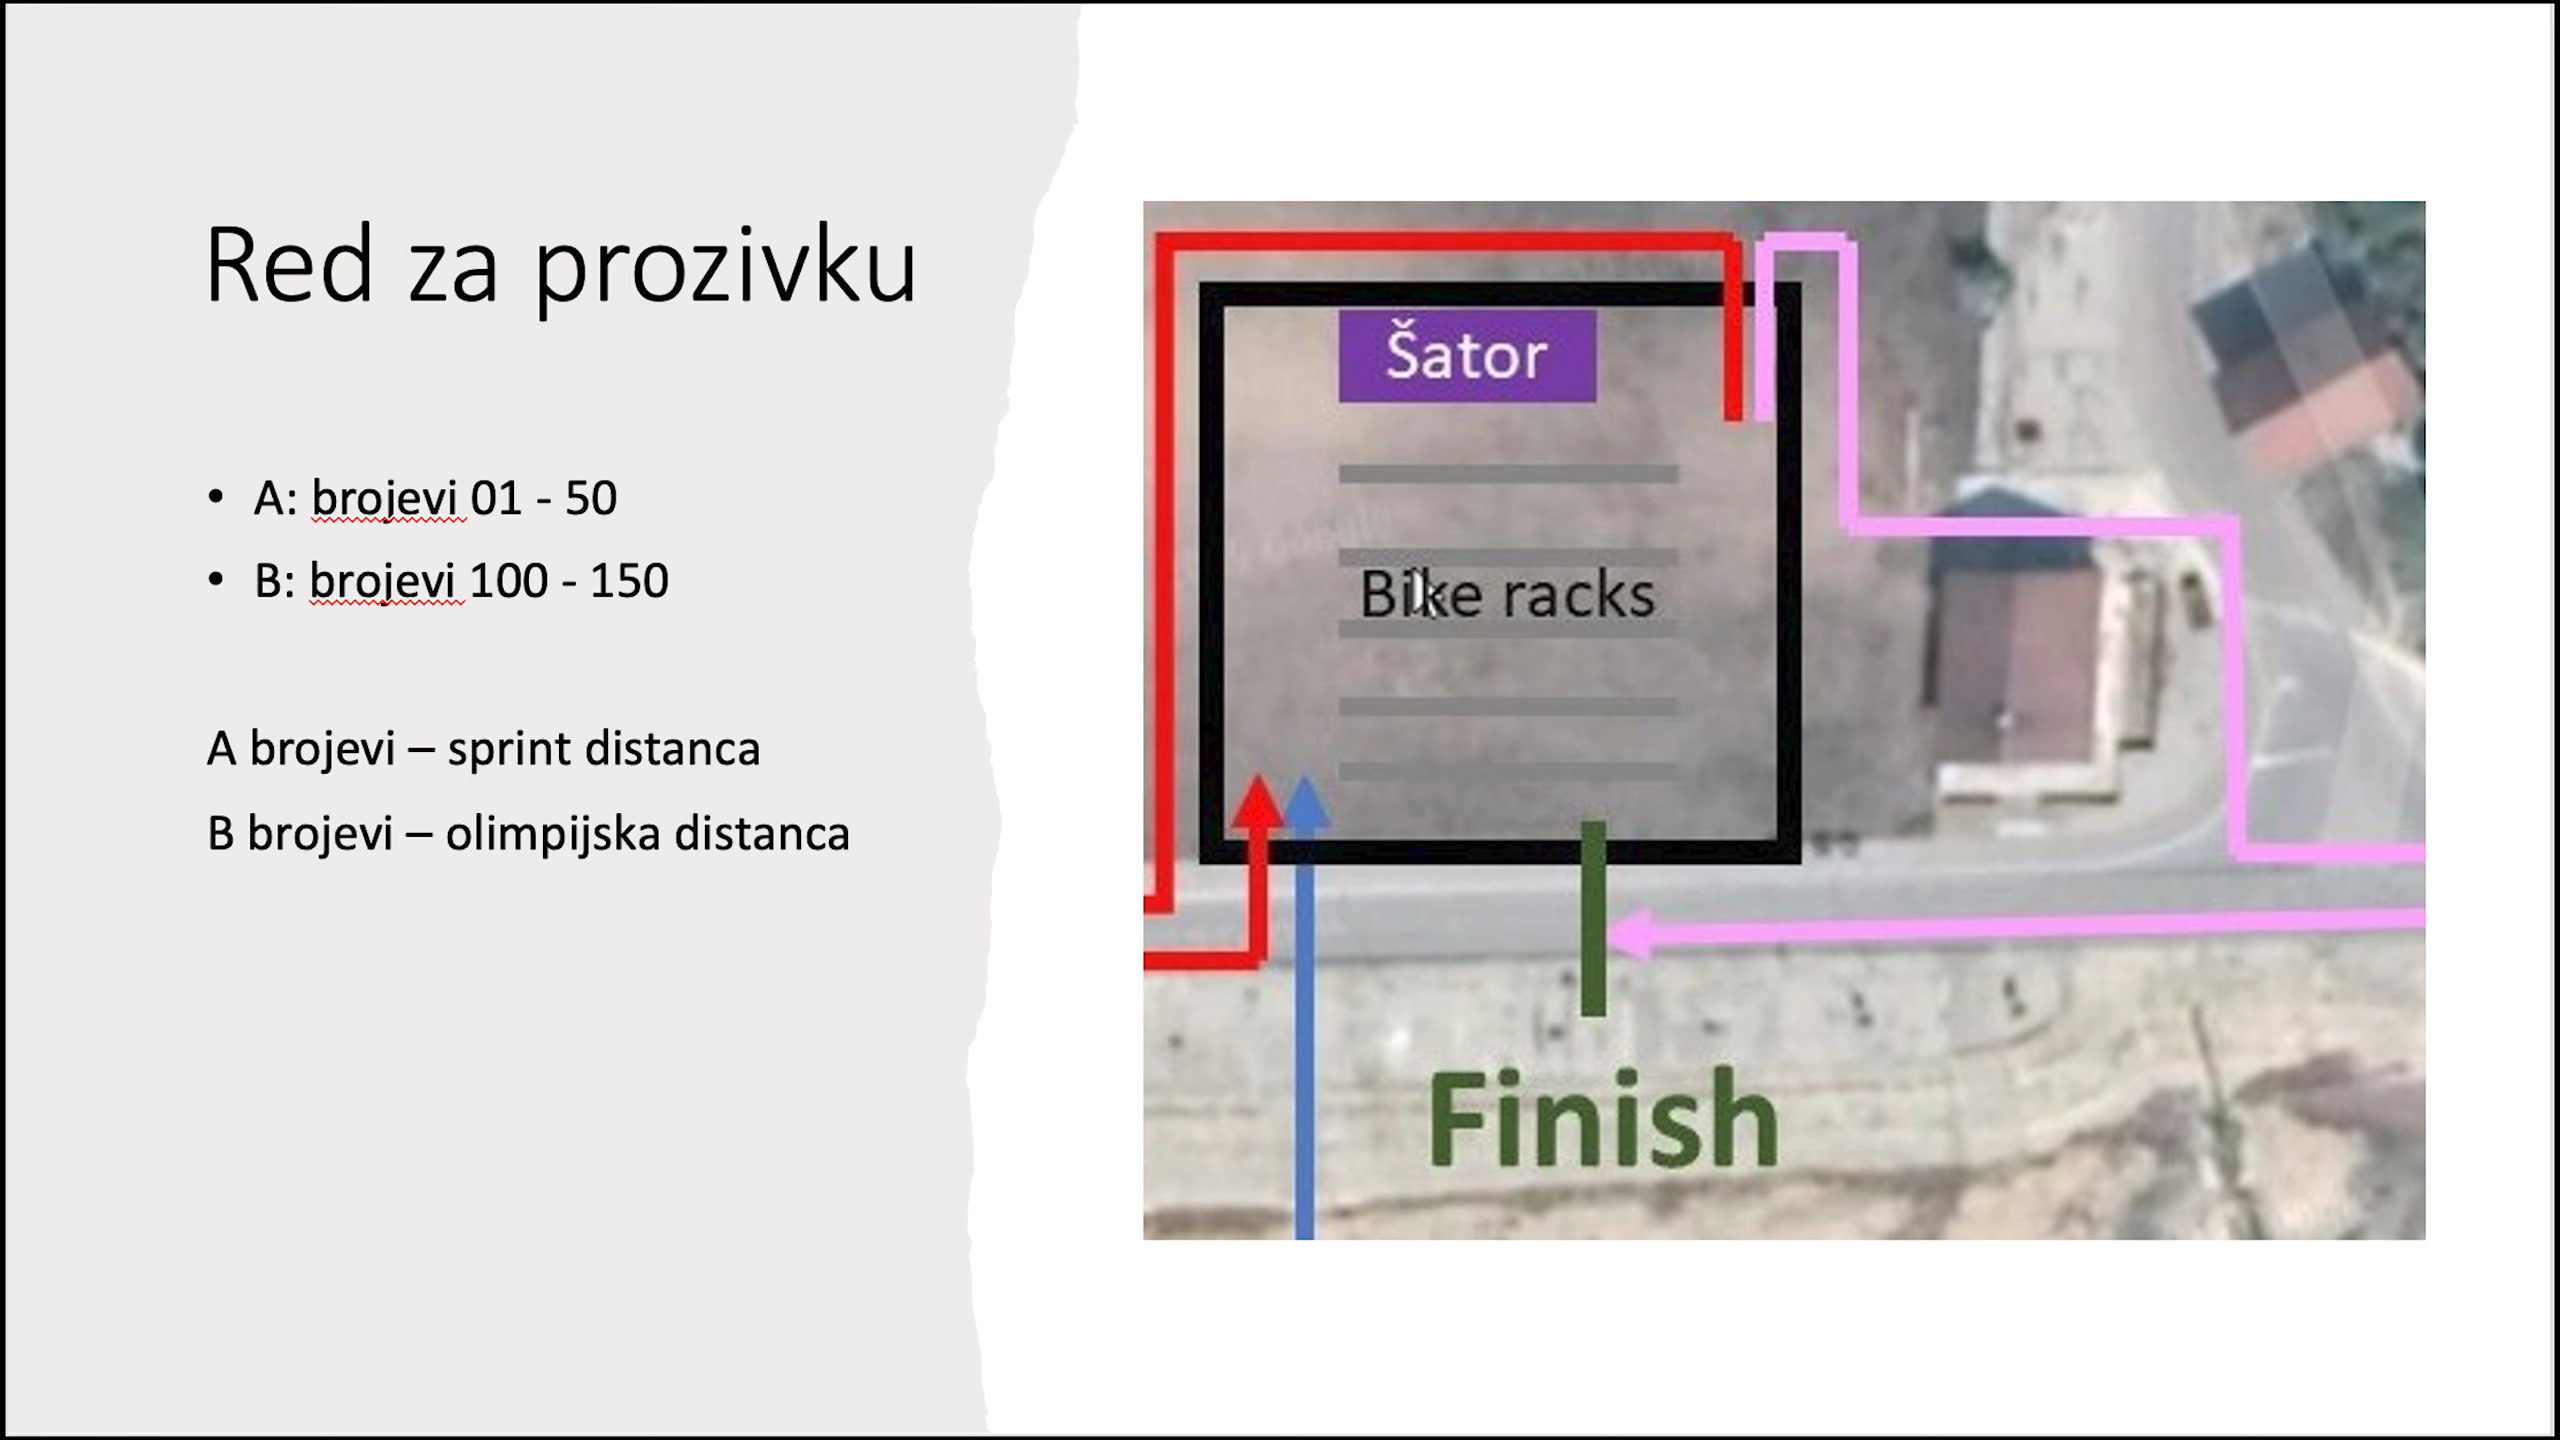 Red za prozivku
• A: brojevi 01 - 50
• B: brojevi 100 - 150
A brojevi – sprint distanca
B brojevi – olimpijska distanca
Šator
Bike racks
Finish